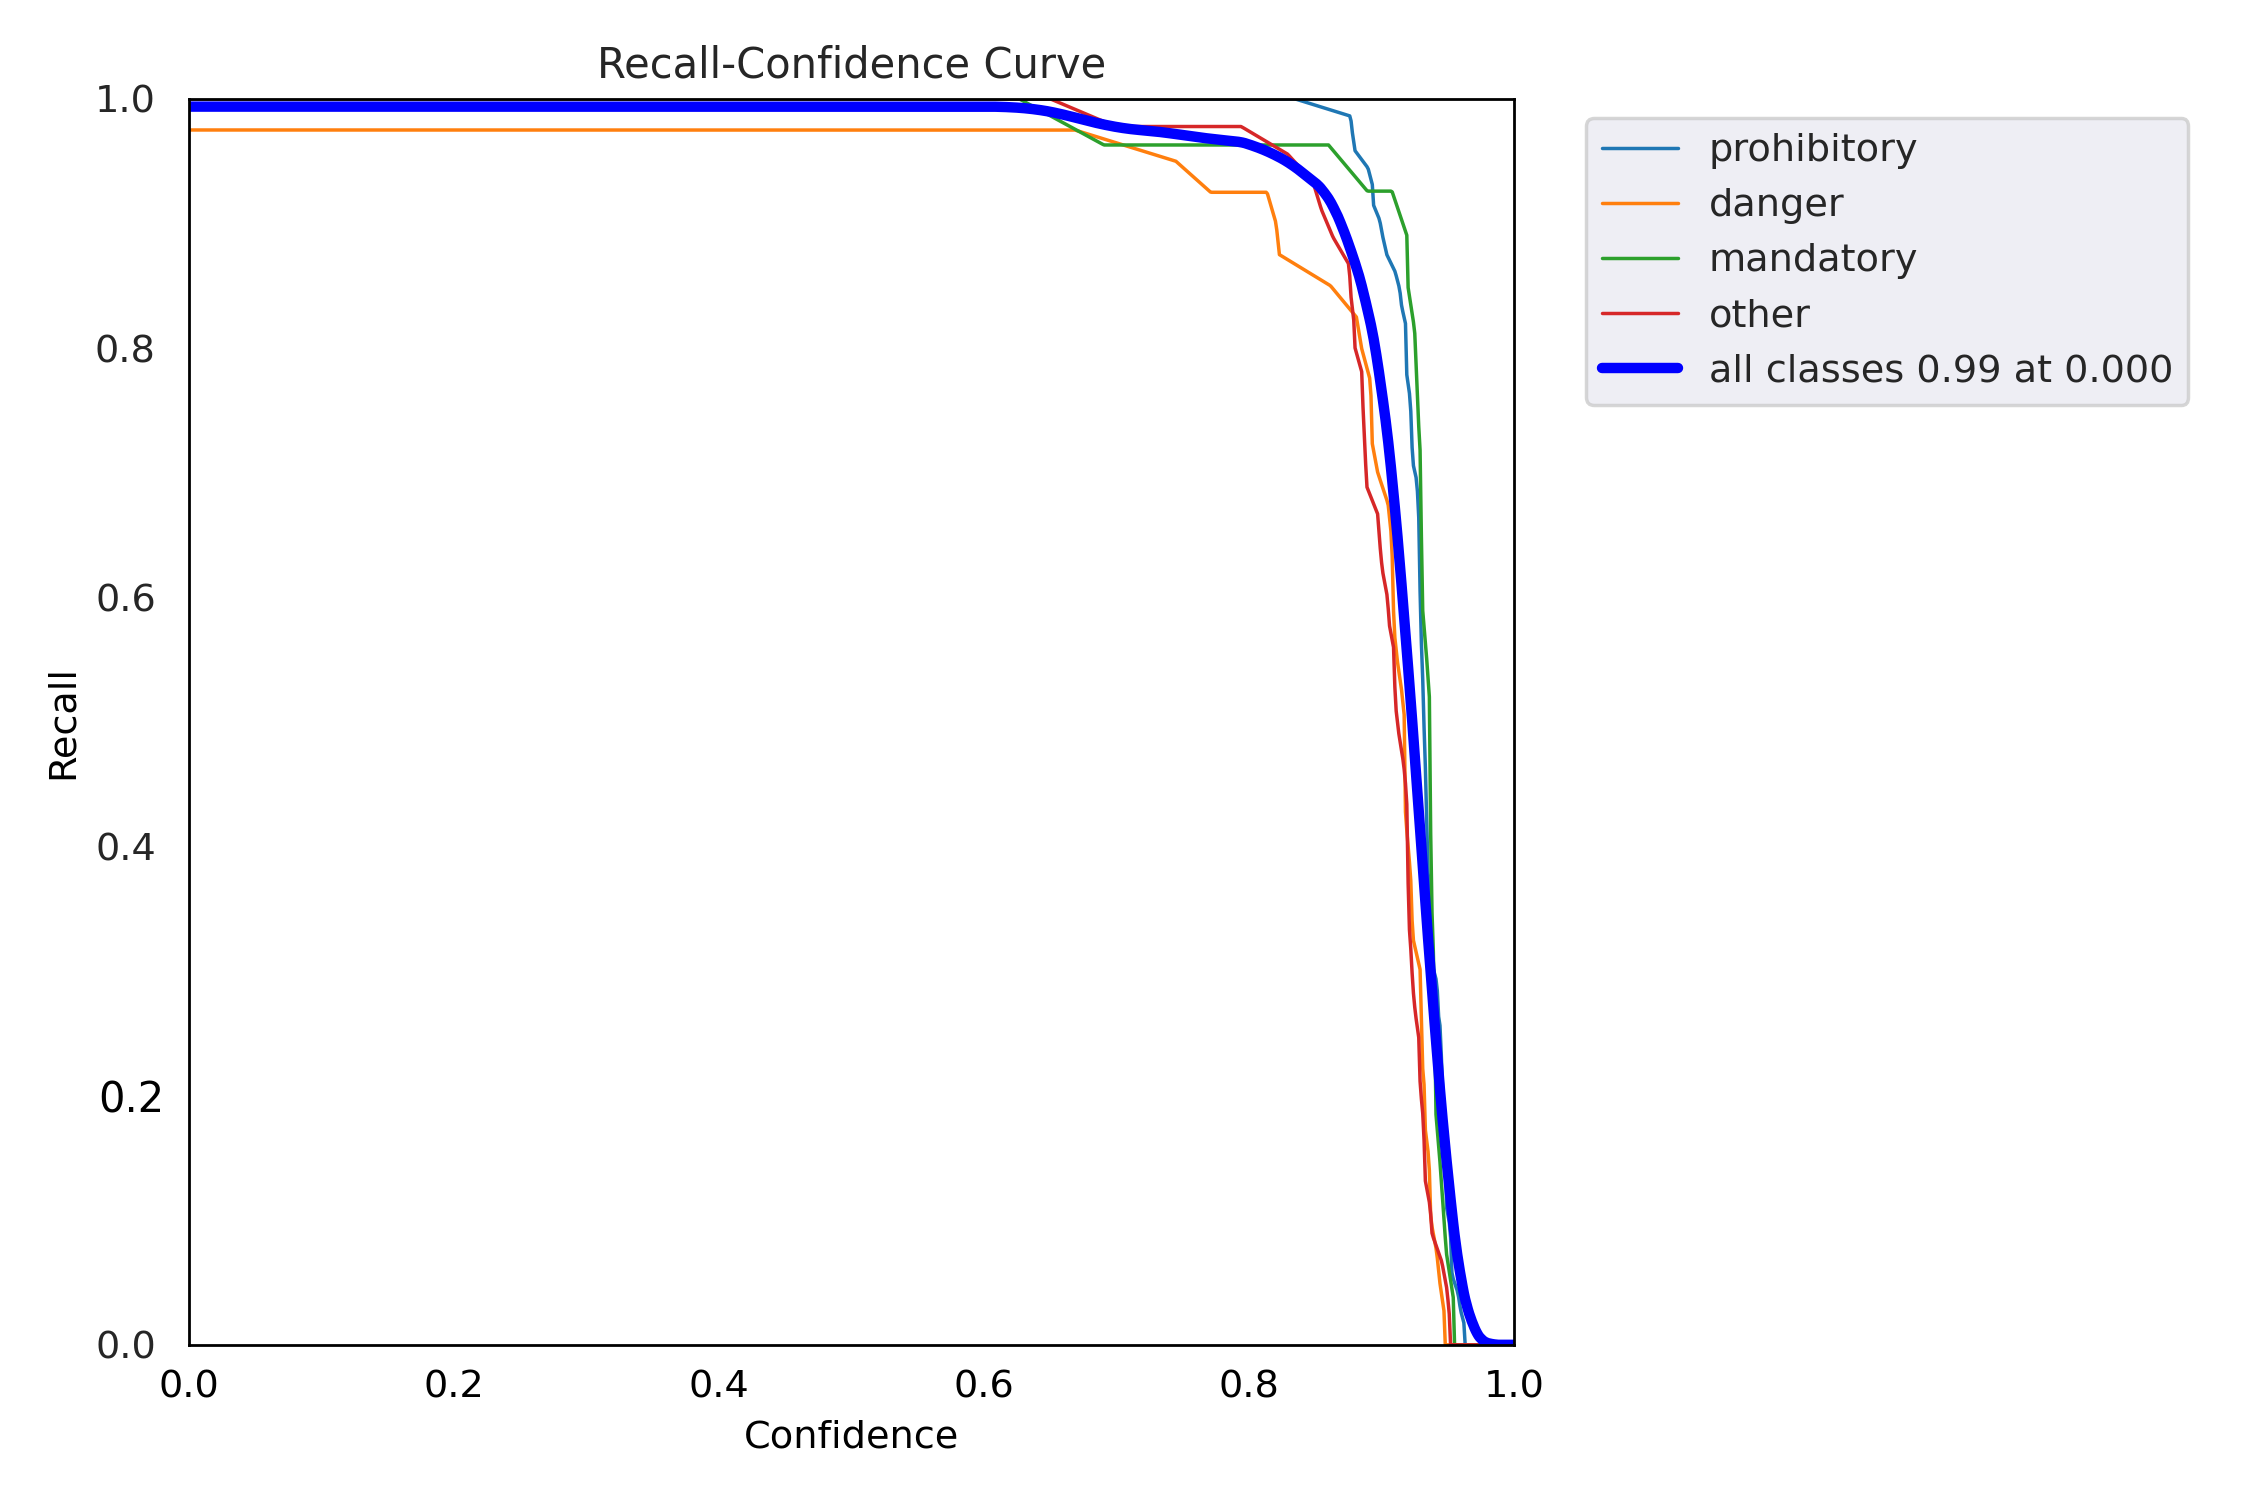 Recall-Confidence Curve
1.0
0.8
0.6
0.4
0.2
0.0
Recall
0.0 0.2 0.4 0.6 0.8 1.0
Confidence
prohibitory
danger
mandatory
other
all classes 0.99 at 0.000